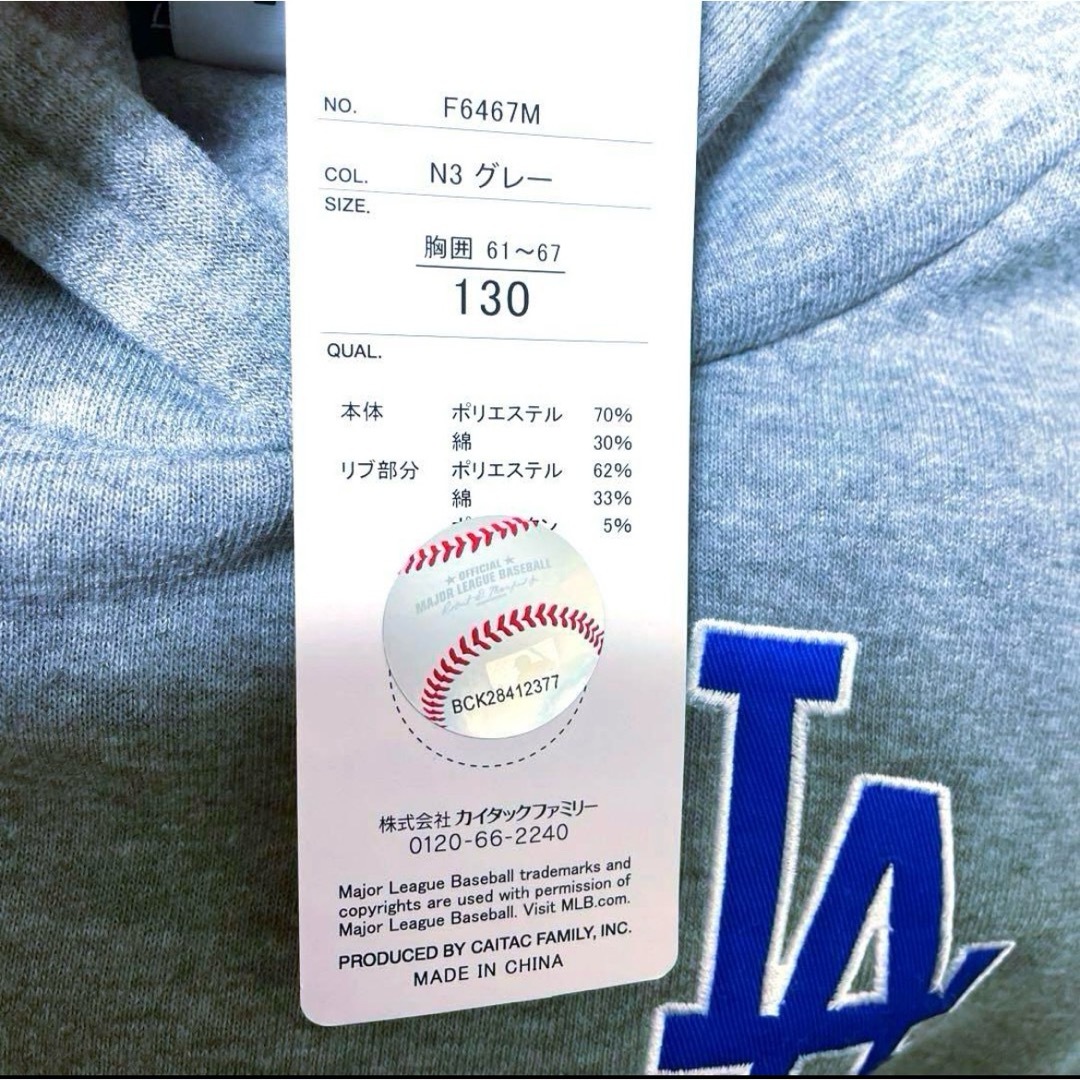 NO. F6467M
COL. N3 グレー
SIZE.
胸囲 61～67
130
QUAL.
本体 ポリエステル 70%
綿 30%
リブ部分 ポリエステル 62%
綿 33%
5%
OFFICIAL
MAJOR LEAGUE BASEBALL
BCK28412377
株式会社 カイタックファミリー
0120-66-2240
Major League Baseball trademarks and
copyrights are used with permission of
Major League Baseball. Visit MLB.com.
PRODUCED BY CAITAC FAMILY, INC.
MADE IN CHINA
LA